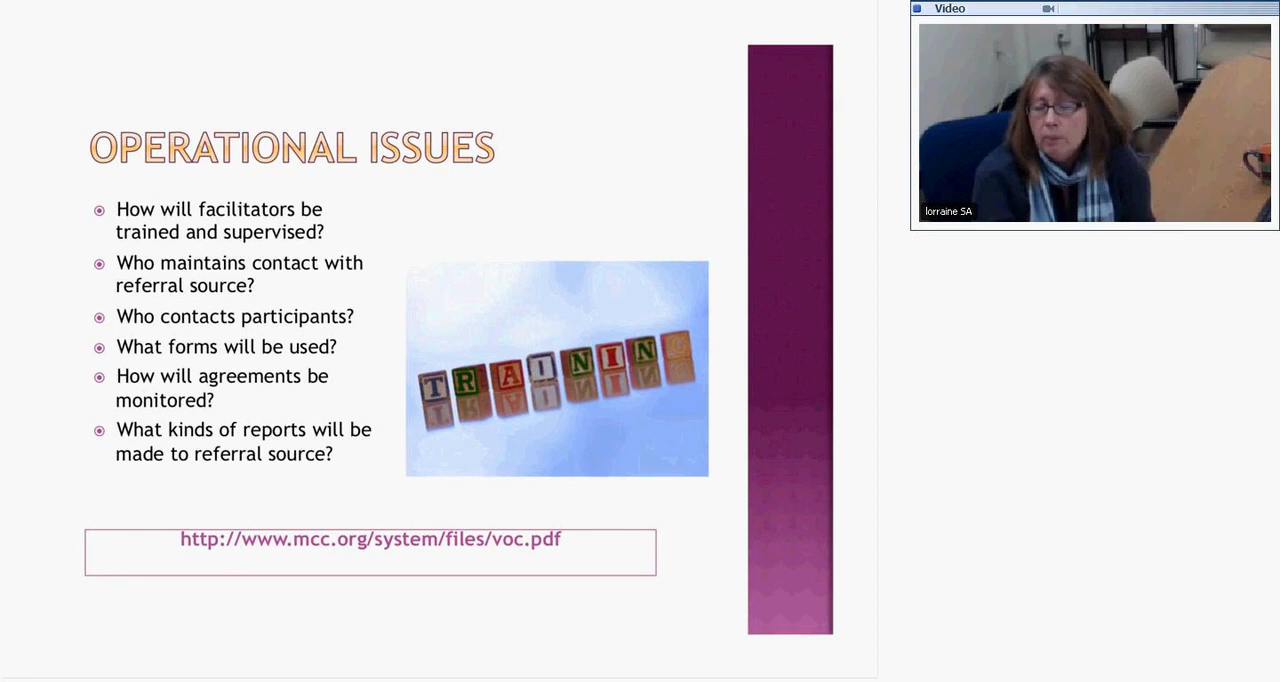 Video
OPERATIONAL ISSUES
How will facilitators be
trained and supervised?
Who maintains contact with
referral source?
Who contacts participants?
What forms will be used?
How will agreements be
monitored?
What kinds of reports will be
made to referral source?
TRAINING
http://www.mcc.org/system/files/voc.pdf
lorraine SA